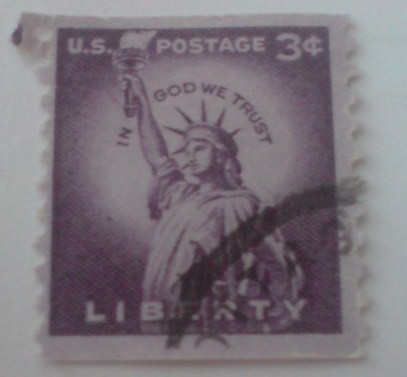 U.S. POSTAGE 3¢
IN GOD WE TRUST
LIBERTY